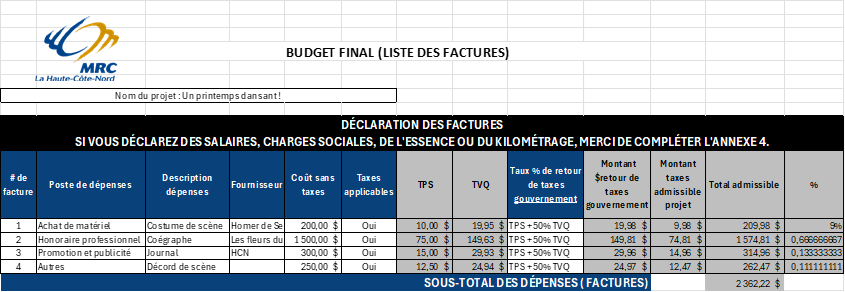 MRC
La Haute-Côte-Nord
BUDGET FINAL (LISTE DES FACTURES)
Nom du projet : Un printemps dansant!
DÉCLARATION DES FACTURES
SI VOUS DÉCLAREZ DES SALAIRES, CHARGES SOCIALES, DE L'ESSENCE OU DU KILOMÉTRAGE, MERCI DE COMPLÉTER L'ANNEXE 4.
# de facture Poste de dépenses Description dépenses Fournisseur Coût sans taxes Taxes applicables TPS TVQ Taux % de retour de taxes gouvernement Montant $retour de taxes gouvernement Montant taxes admissible projet Total admissible %
1 Achat de matériel Costume de scène Homer de Se 200,00 $ Oui 10,00 $ 19,95 $ TPS +50% TVQ 19,98 $ 9,98 $ 209,98 $ 9%
2 Honoraire professionnel Coégraphe Les fleurs du 1 500,00 $ Oui 75,00 $ 149,63 $ TPS +50% TVQ 149,81 $ 74,81 $ 1 574,81 $ 0,666666667
3 Promotion et publicité Journal HCN 300,00 $ Oui 15,00 $ 29,93 $ TPS +50% TVQ 29,96 $ 14,96 $ 314,96 $ 0,133333333
4 Autres Décord de scène 250,00 $ Oui 12,50 $ 24,94 $ TPS +50% TVQ 24,97 $ 12,47 $ 262,47 $ 0,111111111
SOUS-TOTAL DES DÉPENSES ( FACTURES) 2 362,22 $